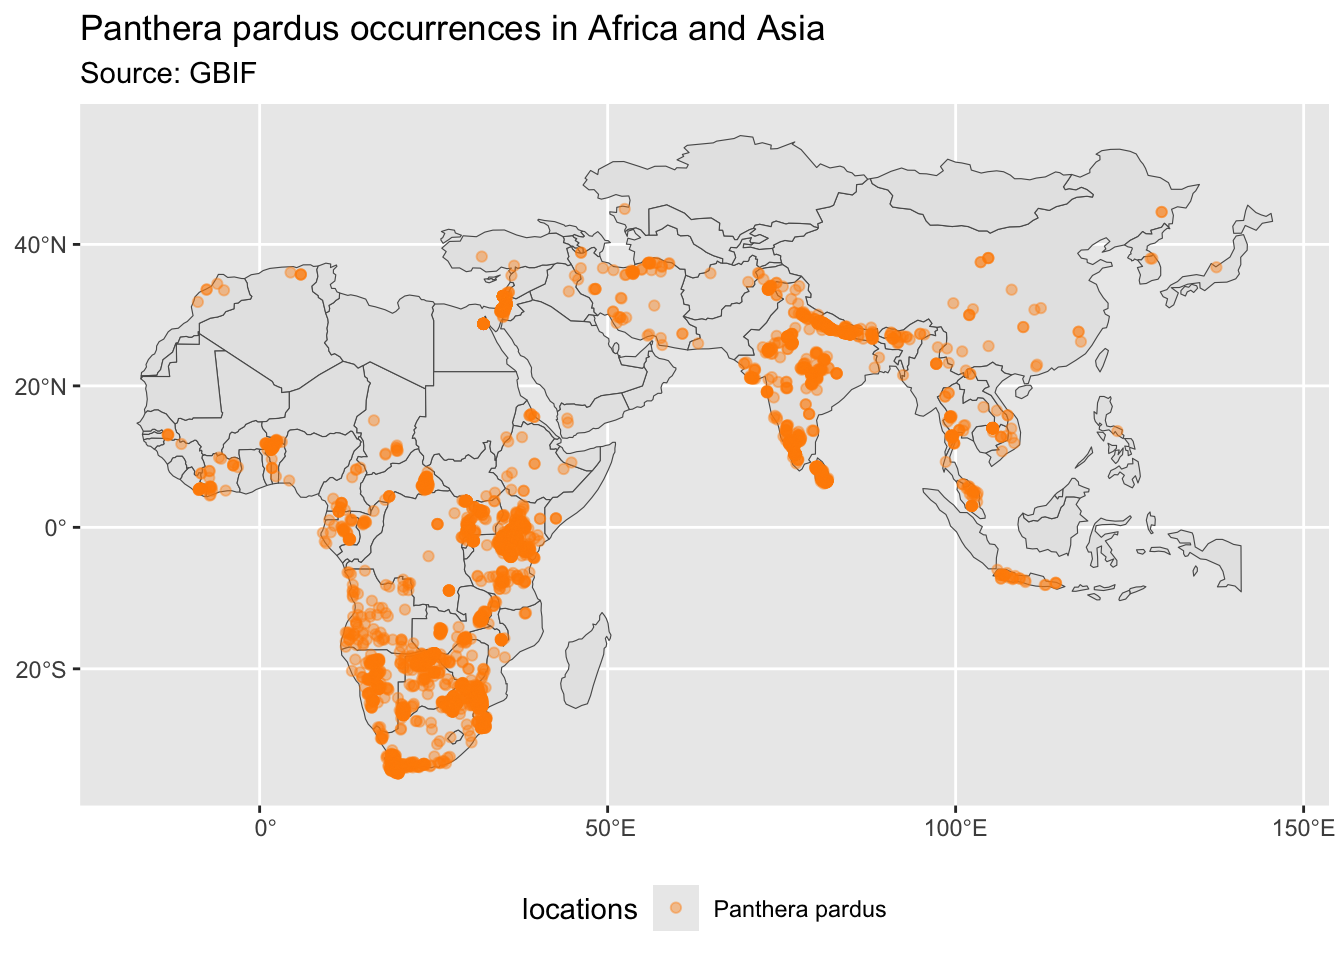 Panthera pardus occurrences in Africa and Asia
Source: GBIF
40°N
20°N
0°
20°S
0°
50°E
100°E
150°E
locations
Panthera pardus